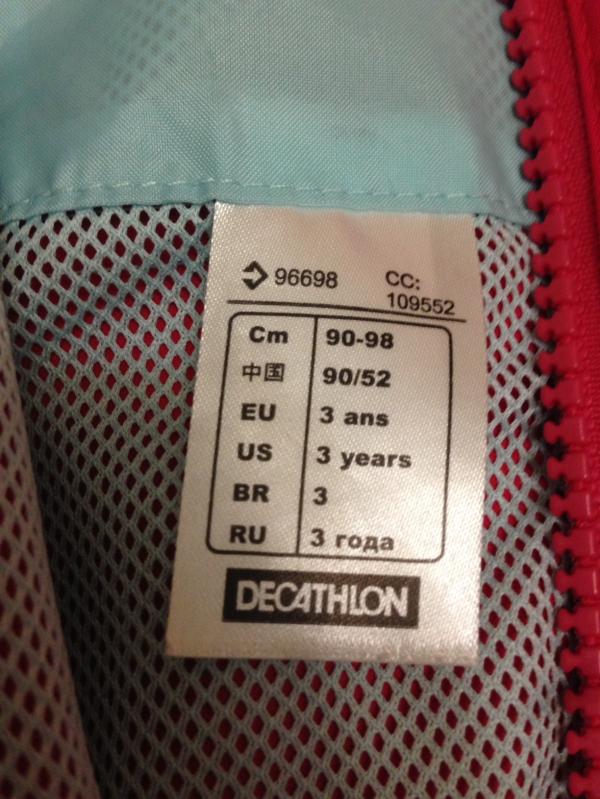 96698 CC:
109552
Cm 90-98
中国 90/52
EU 3 ans
US 3 years
BR 3
RU 3 года
DECATHLON